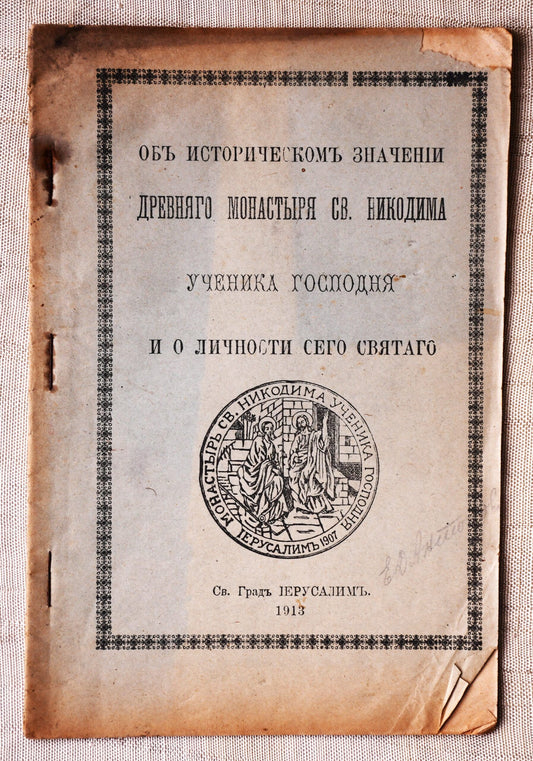 ОБЪ ИСТОРИЧЕСКОМЪ ЗНАЧЕНІИ
ДРЕВНЯГО МОНАСТЫРЯ СВ. НИКОДИМА
УЧЕНИКА ГОСПОДНЯ
И О ЛИЧНОСТИ СЕГО СВЯТАГО
МОНАСТЫРЬ СВ. НИКОДИМА УЧЕНИКА ГОСПОДНЯ
ІЕРУСАЛИМЪ 1907
Св. Градъ ІЕРУСАЛИМЪ.
1913